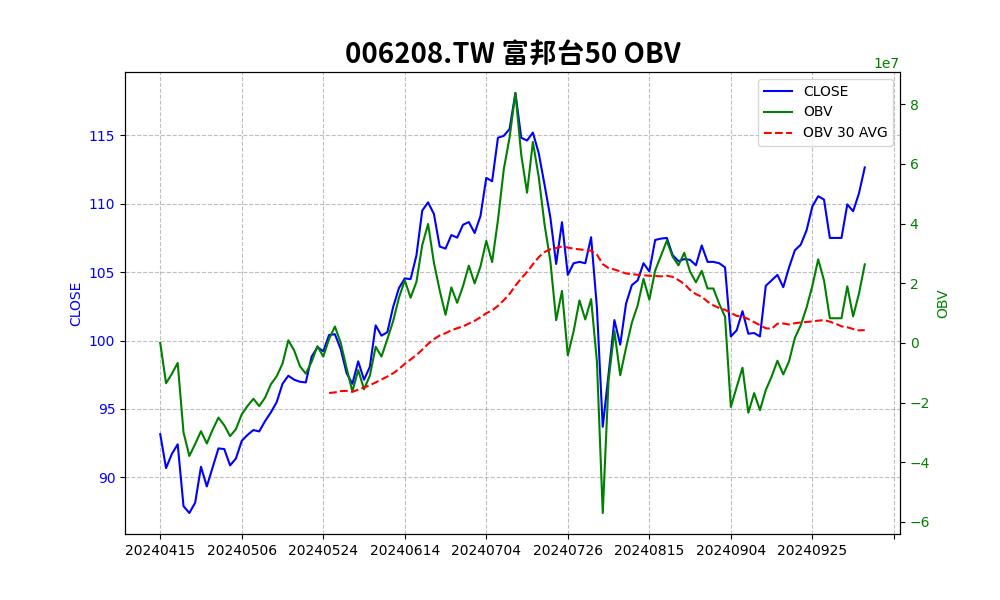 006208.TW 富邦台50 OBV
1e7
CLOSE
OBV
OBV 30 AVG
115
110
105
100
95
90
CLOSE
8
6
4
2
0
−2
−4
−6
OBV
20240415 20240506 20240524 20240614 20240704 20240726 20240815 20240904 20240925